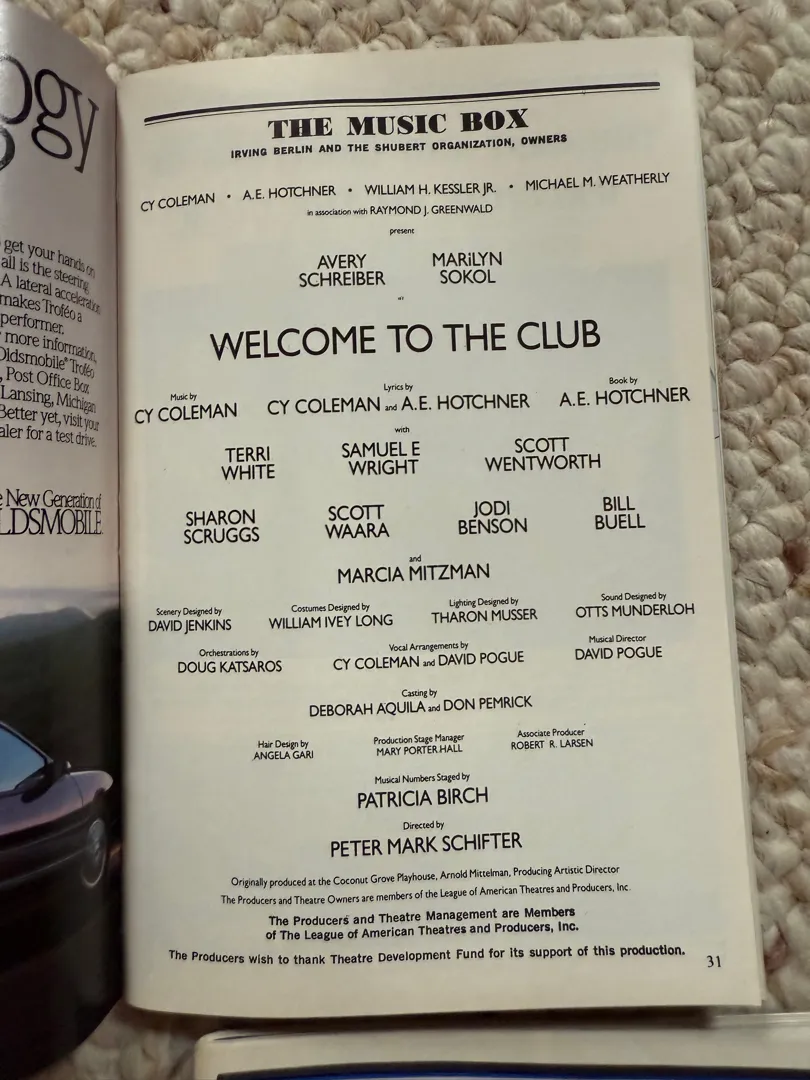 ogy
get your hands on
all is the steering
A lateral acceleration
makes Troféo a
performer.
more information,
Oldsmobile® Troféo
, Post Office Box
Lansing, Michigan
Better yet, visit your
aler for a test drive.
e New Generation of
LDSMOBILE.
THE MUSIC BOX
IRVING BERLIN AND THE SHUBERT ORGANIZATION, OWNERS
CY COLEMAN • A.E. HOTCHNER • WILLIAM H. KESSLER JR. • MICHAEL M. WEATHERLY
in association with RAYMOND J. GREENWALD
present
AVERY SCHREIBER MARILYN SOKOL
in
WELCOME TO THE CLUB
Music by Lyrics by Book by
CY COLEMAN CY COLEMAN and A.E. HOTCHNER A.E. HOTCHNER
with
TERRI WHITE SAMUEL E WRIGHT SCOTT WENTWORTH
SHARON SCRUGGS SCOTT WAARA JODI BENSON BILL BUELL
and
MARCIA MITZMAN
Scenery Designed by Costumes Designed by Lighting Designed by Sound Designed by
DAVID JENKINS WILLIAM IVEY LONG THARON MUSSER OTTS MUNDERLOH
Orchestrations by Vocal Arrangements by Musical Director
DOUG KATSAROS CY COLEMAN and DAVID POGUE DAVID POGUE
Casting by
DEBORAH AQUILA and DON PEMRICK
Hair Design by Production Stage Manager Associate Producer
ANGELA GARI MARY PORTER HALL ROBERT R. LARSEN
Musical Numbers Staged by
PATRICIA BIRCH
Directed by
PETER MARK SCHIFTER
Originally produced at the Coconut Grove Playhouse, Arnold Mittelman, Producing Artistic Director
The Producers and Theatre Owners are members of the League of American Theatres and Producers, Inc.
The Producers and Theatre Management are Members
of The League of American Theatres and Producers, Inc.
The Producers wish to thank Theatre Development Fund for its support of this production.
31